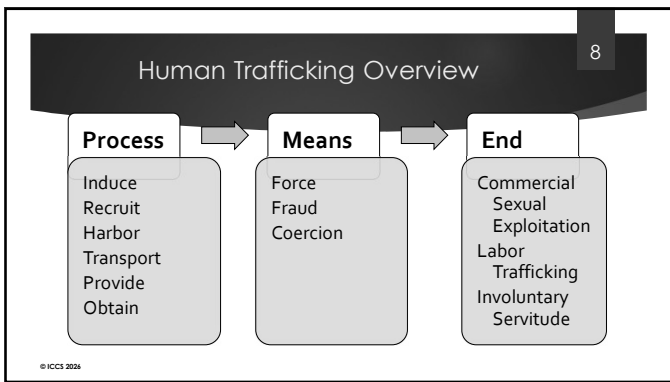 8
Human Trafficking Overview
Process
Induce
Recruit
Harbor
Transport
Provide
Obtain
Means
Force
Fraud
Coercion
End
Commercial
Sexual
Exploitation
Labor
Trafficking
Involuntary
Servitude
© ICCS 2026